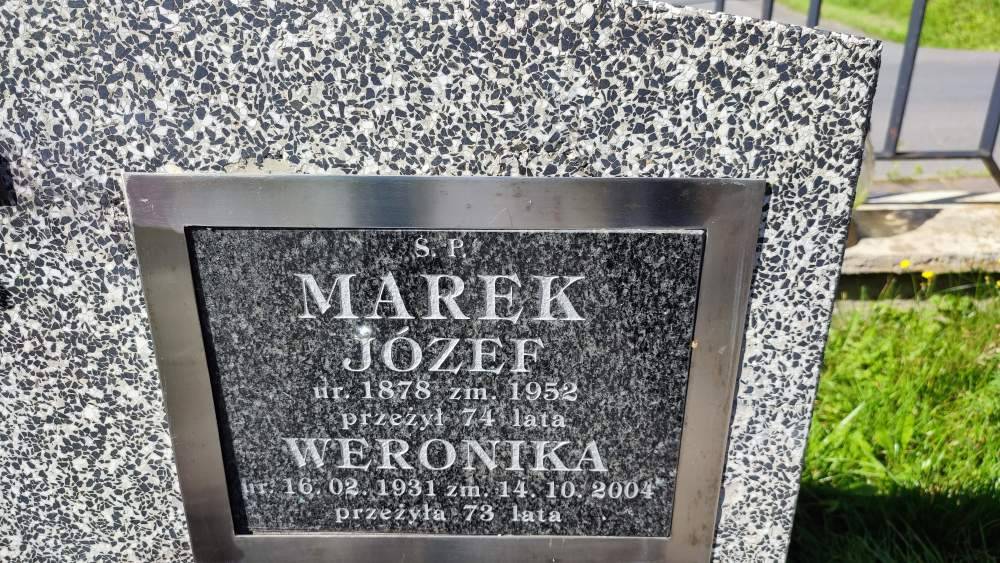 Ś. P.
MAREK
JÓZEF
ur. 1878 zm. 1952
przeżył 74 lata
WERONIKA
ur. 16. 02. 1931 zm. 14. 10. 2004
przeżyła 73 lata